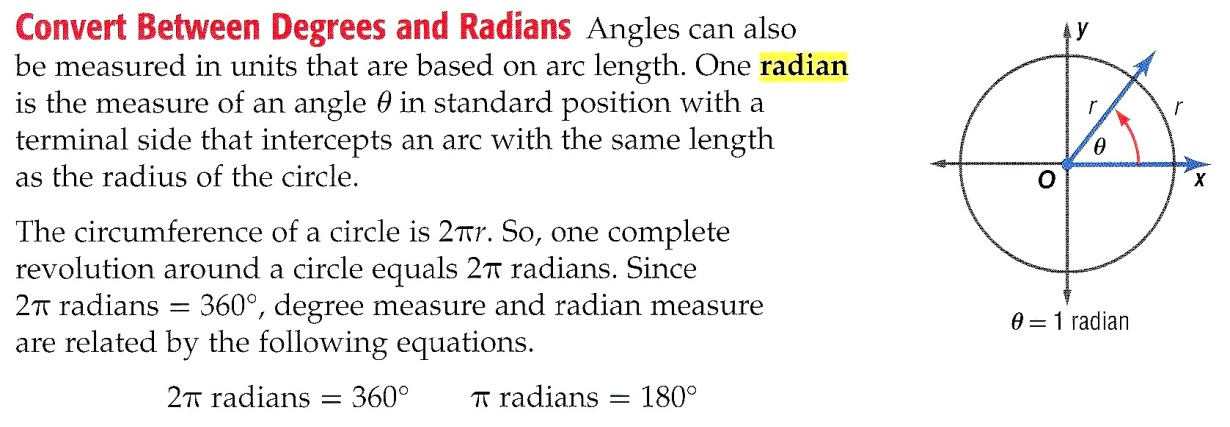 Convert Between Degrees and Radians Angles can also
be measured in units that are based on arc length. One radian
is the measure of an angle θ in standard position with a
terminal side that intercepts an arc with the same length
as the radius of the circle.
The circumference of a circle is 2πr. So, one complete
revolution around a circle equals 2π radians. Since
2π radians = 360°, degree measure and radian measure
are related by the following equations.
2π radians = 360° π radians = 180°
y
r r
θ
O x
θ = 1 radian